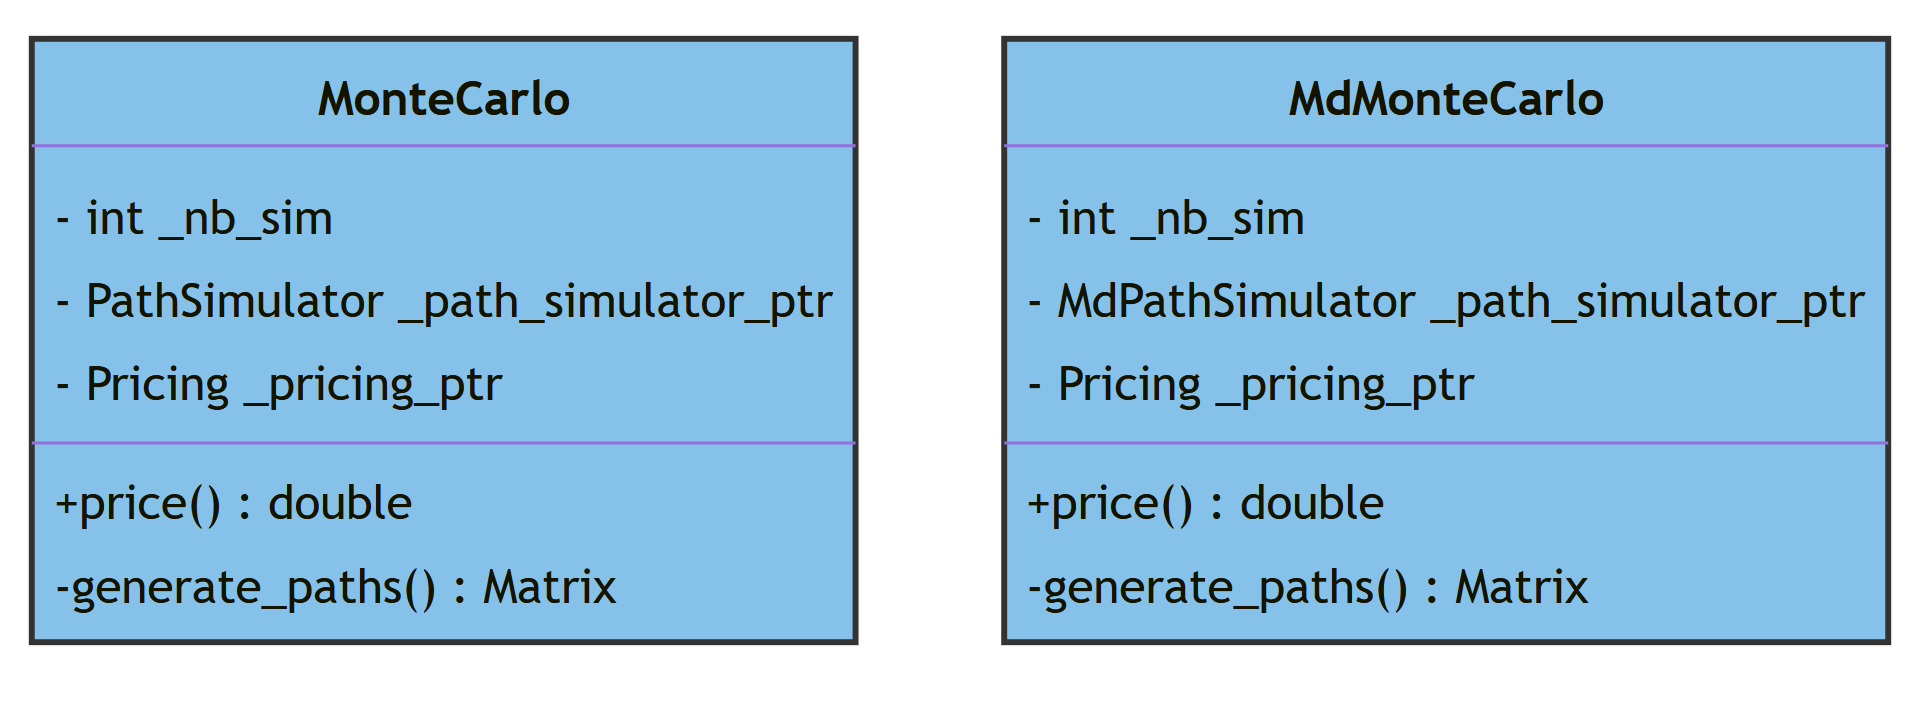 MonteCarlo
- int _nb_sim
- PathSimulator _path_simulator_ptr
- Pricing _pricing_ptr
+price() : double
-generate_paths() : Matrix
MdMonteCarlo
- int _nb_sim
- MdPathSimulator _path_simulator_ptr
- Pricing _pricing_ptr
+price() : double
-generate_paths() : Matrix